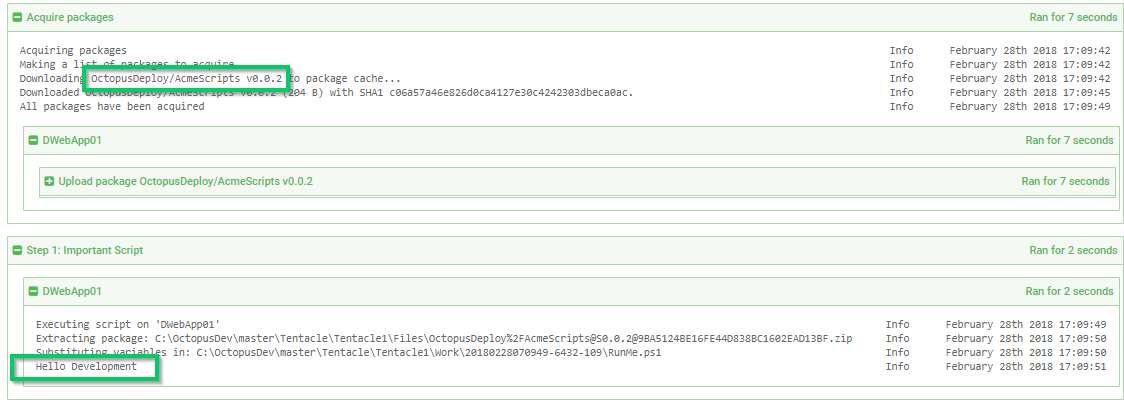 Acquire packages Ran for 7 seconds
Acquiring packages Info February 28th 2018 17:09:42
Making a list of packages to acquire Info February 28th 2018 17:09:42
Downloading OctopusDeploy/AcmeScripts v0.0.2 to package cache... Info February 28th 2018 17:09:42
Downloaded OctopusDeploy/AcmeScripts v0.0.2 (204 B) with SHA1 c06a57a46e826d0ca4127e30c4242303dbeca0ac. Info February 28th 2018 17:09:45
All packages have been acquired Info February 28th 2018 17:09:49
DWebApp01 Ran for 7 seconds
Upload package OctopusDeploy/AcmeScripts v0.0.2 Ran for 7 seconds
Step 1: Important Script Ran for 2 seconds
DWebApp01 Ran for 2 seconds
Executing script on 'DWebApp01' Info February 28th 2018 17:09:49
Extracting package: C:\OctopusDev\master\Tentacle\Tentacle1\Files\OctopusDeploy%2FAcmeScripts@S0.0.2@9BA5124BE16FE44D838BC1602EAD13BF.zip Info February 28th 2018 17:09:50
Substituting variables in: C:\OctopusDev\master\Tentacle\Tentacle1\Work\20180228070949-6432-109\RunMe.ps1 Info February 28th 2018 17:09:50
Hello Development Info February 28th 2018 17:09:51